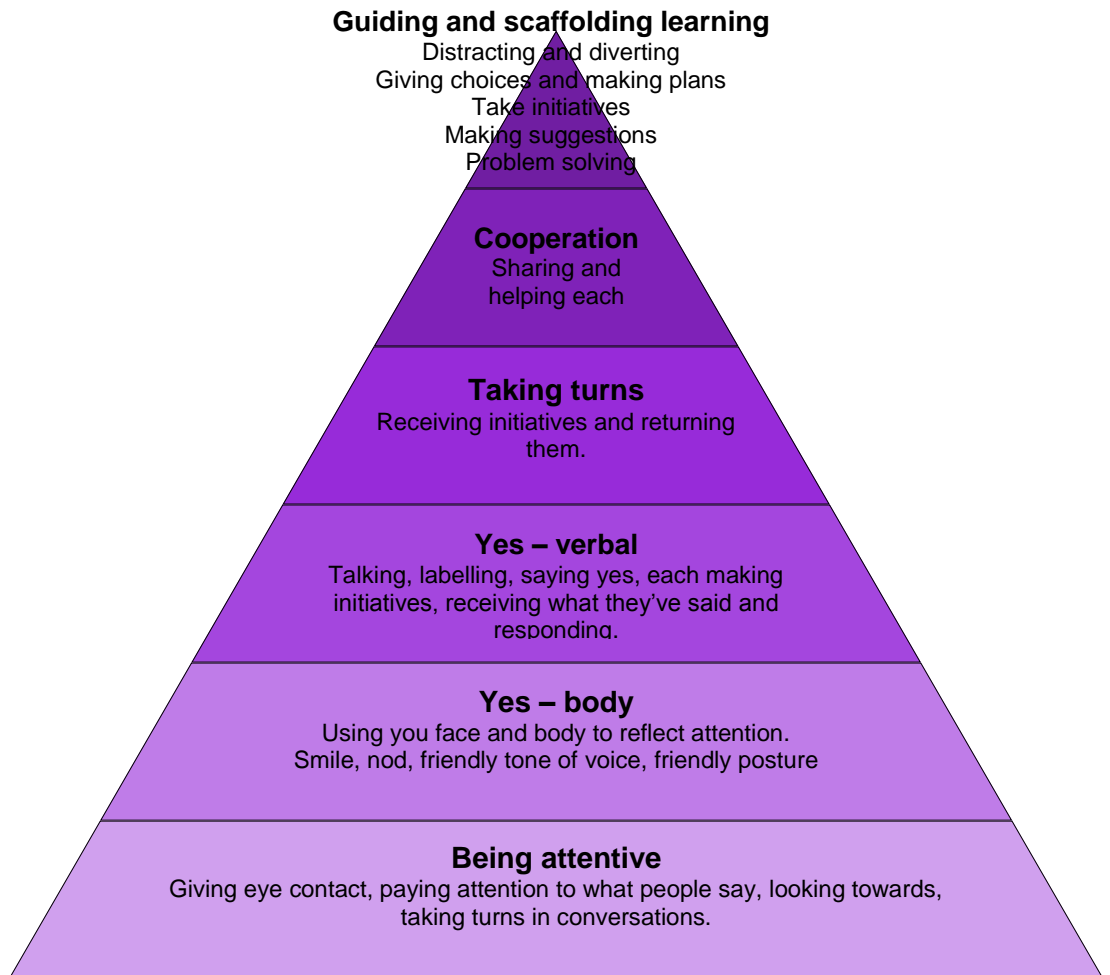 Guiding and scaffolding learning
Distracting and diverting
Giving choices and making plans
Take initiatives
Making suggestions
Problem solving
Cooperation
Sharing and
helping each
Taking turns
Receiving initiatives and returning
them.
Yes – verbal
Talking, labelling, saying yes, each making
initiatives, receiving what they’ve said and
responding.
Yes – body
Using you face and body to reflect attention.
Smile, nod, friendly tone of voice, friendly posture
Being attentive
Giving eye contact, paying attention to what people say, looking towards,
taking turns in conversations.